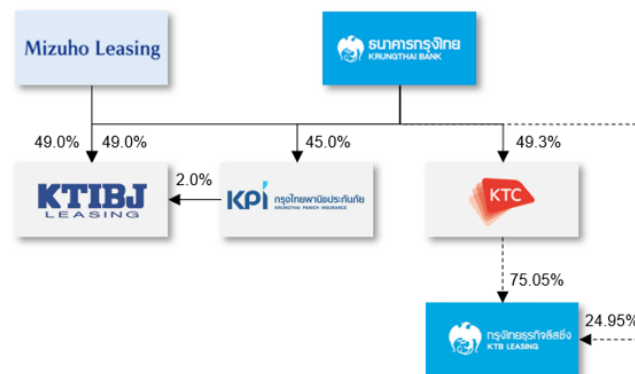 Mizuho Leasing
ธนาคารกรุงไทย
KRUNGTHAI BANK
49.0%
49.0%
45.0%
49.3%
KTIBJ
LEASING
2.0%
KPi
กรุงไทยพานิชประกันภัย
KRUNGTHAI PANICH INSURANCE
KTC
75.05%
24.95%
กรุงไทยธุรกิจลีสซิ่ง
KTB LEASING